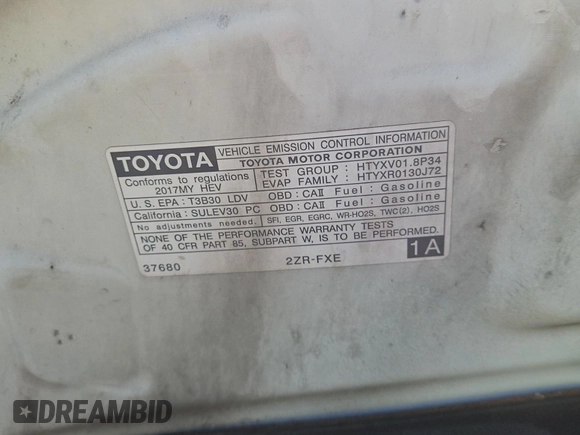 TOYOTA
VEHICLE EMISSION CONTROL INFORMATION
TOYOTA MOTOR CORPORATION
Conforms to regulations
2017MY HEV
TEST GROUP : HTYXV01.8P34
EVAP FAMILY : HTYXR0130J72
U.S. EPA : T3B30 LDV OBD : CAII Fuel : Gasoline
California : SULEV30 PC OBD : CAII Fuel : Gasoline
No adjustments needed. SFI, EGR, EGRC, WR-HO2S, TWC(2), HO2S
NONE OF THE PERFORMANCE WARRANTY TESTS
OF 40 CFR PART 85, SUBPART W, IS TO BE PERFORMED.
1A
37680 2ZR-FXE
DREAMBID